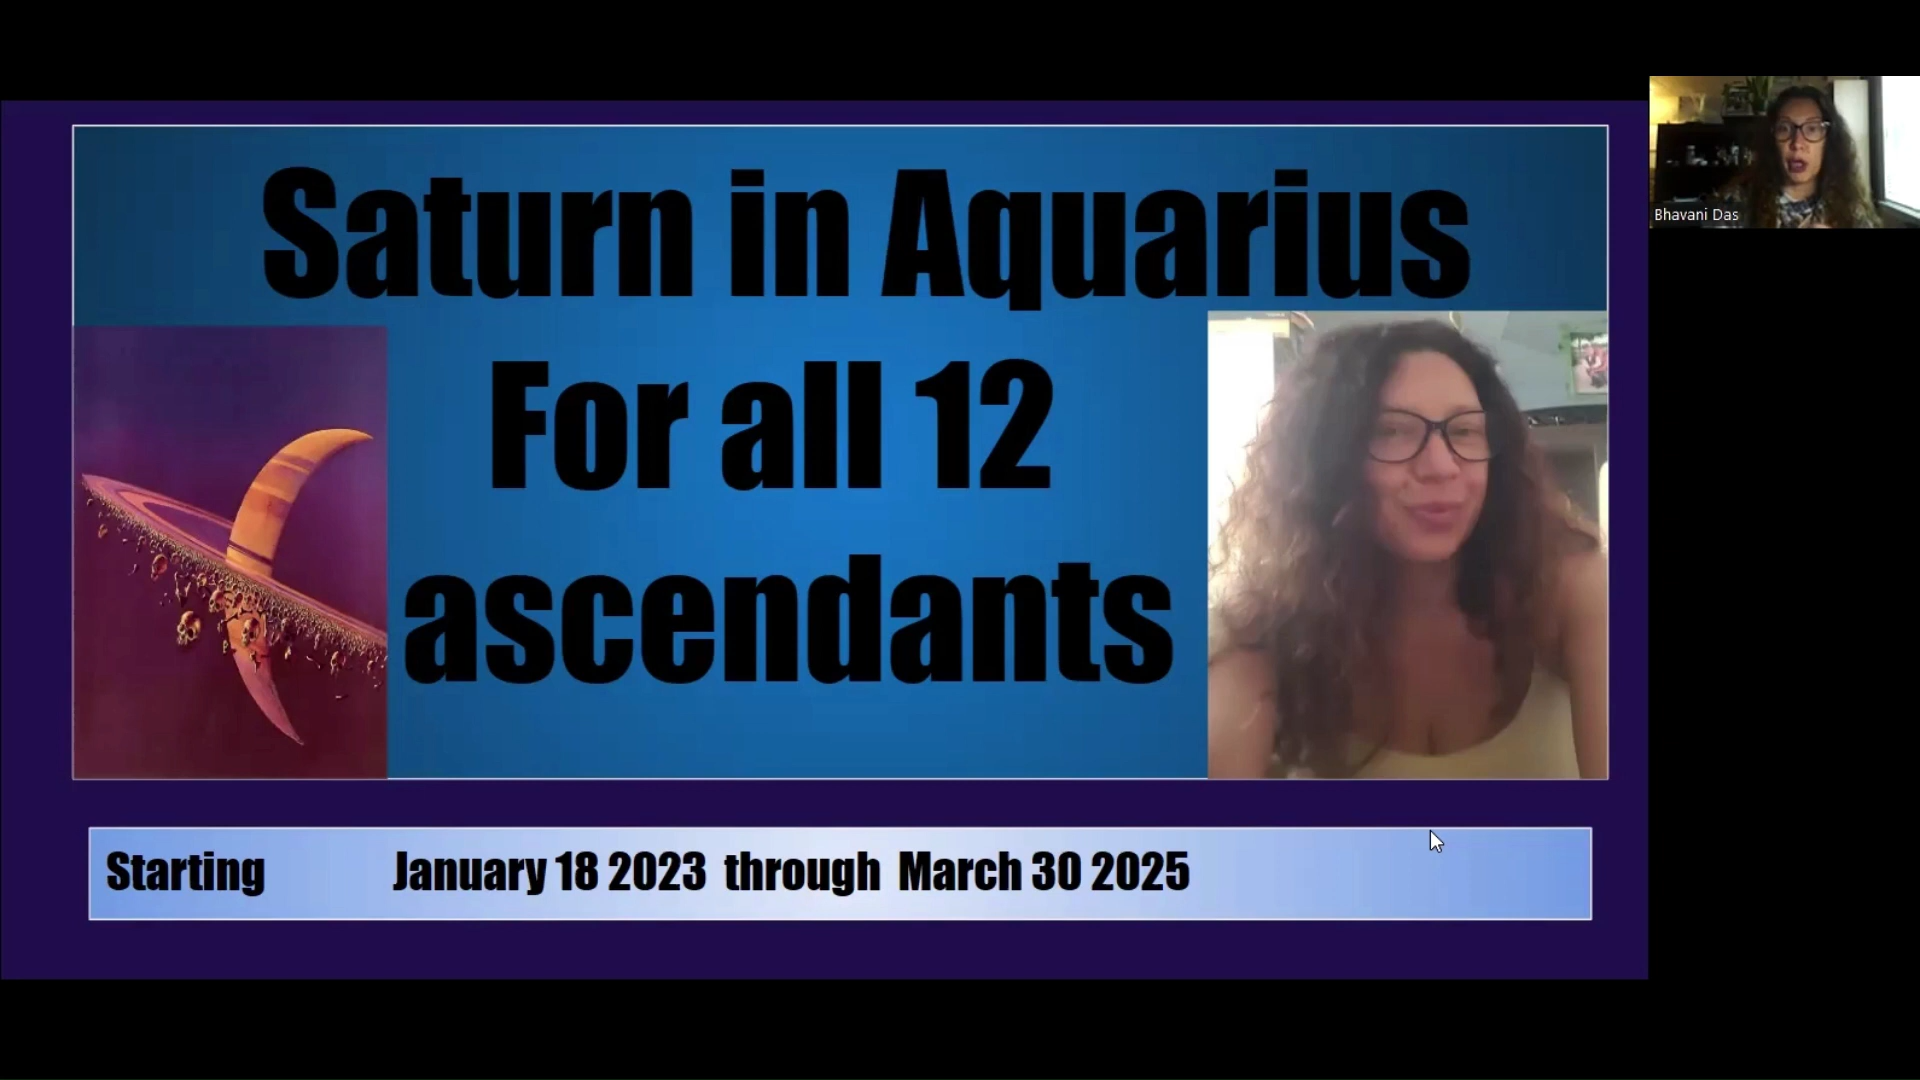 Saturn in Aquarius
For all 12
ascendants
Starting January 18 2023 through March 30 2025
Bhavani Das